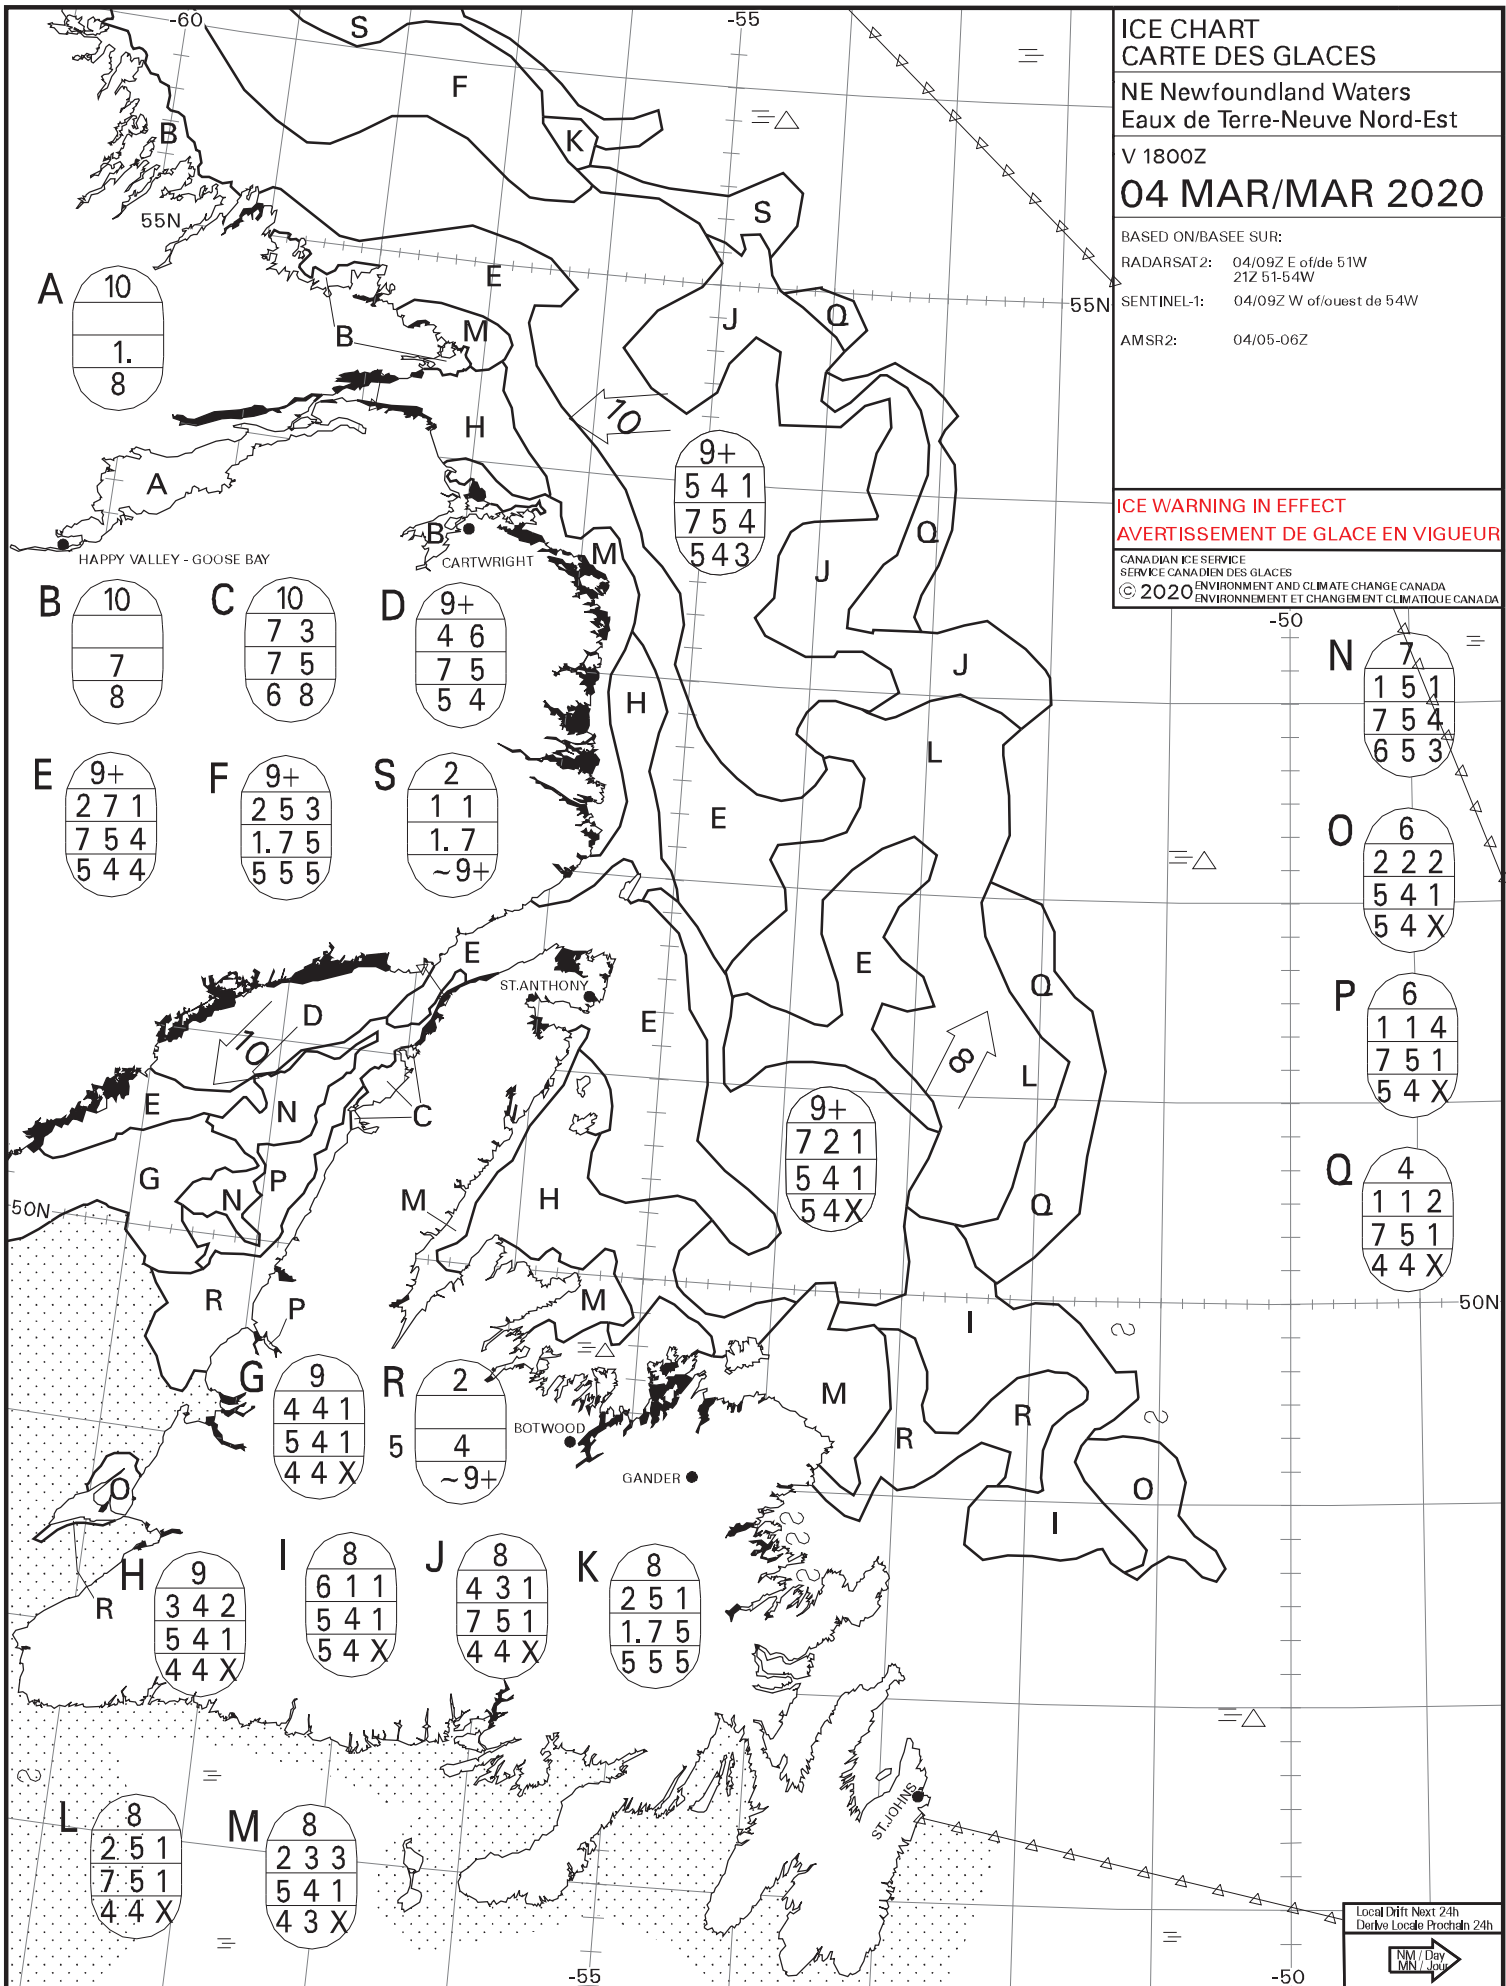 ICE CHART
CARTE DES GLACES
NE Newfoundland Waters
Eaux de Terre-Neuve Nord-Est
V 1800Z
04 MAR/MAR 2020
BASED ON/BASEE SUR:
RADARSAT2: 04/09Z E of/de 51W
21Z 51-54W
SENTINEL-1: 04/09Z W of/ouest de 54W
AMSR2: 04/05-06Z
ICE WARNING IN EFFECT
AVERTISSEMENT DE GLACE EN VIGUEUR
CANADIAN ICE SERVICE
SERVICE CANADIEN DES GLACES
© 2020 ENVIRONMENT AND CLIMATE CHANGE CANADA
ENVIRONNEMENT ET CHANGEMENT CLIMATIQUE CANADA
-60
-55
S
F
B
K
55N
S
E
J
Q
55N
M
B
A
10
1.
8
10
H
9+
5 4 1
7 5 4
5 4 3
A
B
M
Q
J
HAPPY VALLEY - GOOSE BAY
CARTWRIGHT
B
10
7
8
C
10
7 3
7 5
6 8
D
9+
4 6
7 5
5 4
-50
N
7
1 5 1
7 5 4
6 5 3
J
H
L
E
9+
2 7 1
7 5 4
5 4 4
F
9+
2 5 3
1. 7 5
5 5 5
S
2
1 1
1. 7
~9+
E
O
6
2 2 2
5 4 1
5 4 X
E
E
ST.ANTHONY
Q
D
E
10
P
6
1 1 4
7 5 1
5 4 X
8
L
E
N
C
9+
7 2 1
5 4 1
5 4 X
G
N
P
M
H
Q
Q
4
1 1 2
7 5 1
4 4 X
50N
R
P
M
I
50N
G
9
4 4 1
5 4 1
4 4 X
R
2
5 4
~9+
BOTWOOD
GANDER
M
R
R
O
O
I
R
H
9
3 4 2
5 4 1
4 4 X
I
8
6 1 1
5 4 1
5 4 X
J
8
4 3 1
7 5 1
4 4 X
K
8
2 5 1
1. 7 5
5 5 5
ST.JOHNS
L
8
2 5 1
7 5 1
4 4 X
M
8
2 3 3
5 4 1
4 3 X
Local Drift Next 24h
Derive Locale Prochain 24h
NM / Day
MN / Jour
-55
-50